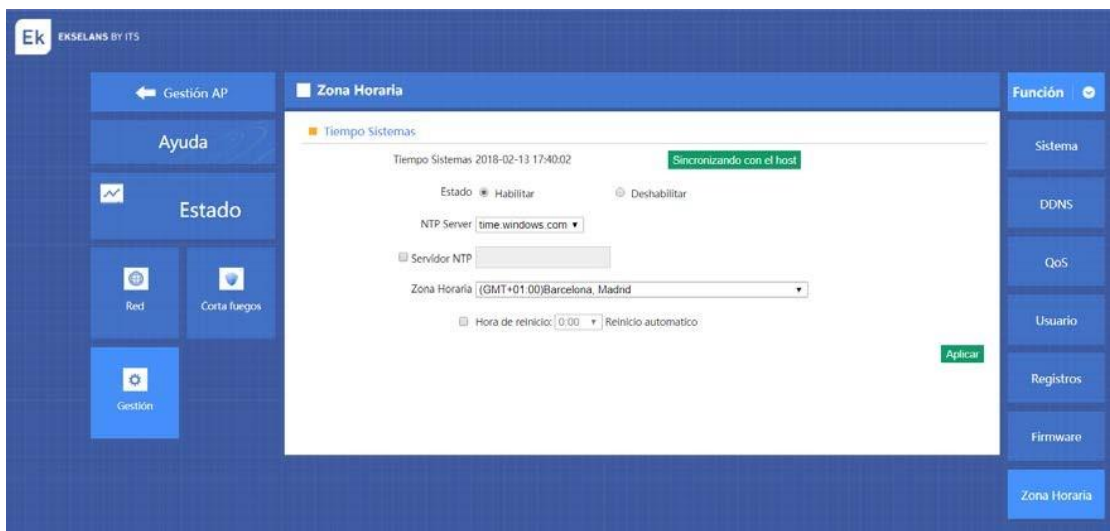 Ek EKSELANS BY ITS
Gestión AP
Ayuda
Estado
Red
Corta fuegos
Gestión
Zona Horaria
Tiempo Sistemas
Tiempo Sistemas 2018-02-13 17:40:02 Sincronizando con el host
Estado Habilitar Deshabilitar
NTP Server time.windows.com
Servidor NTP
Zona Horaria (GMT+01:00)Barcelona, Madrid
Hora de reinicio: 0:00 Reinicio automatico
Aplicar
Función
Sistema
DDNS
QoS
Usuario
Registros
Firmware
Zona Horaria